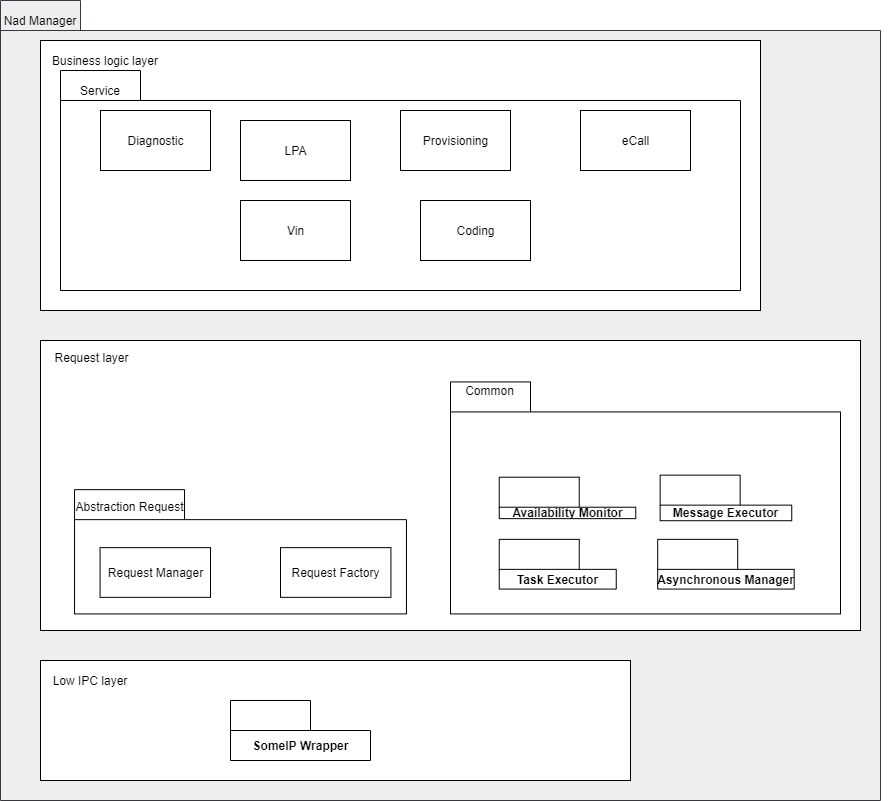 Nad Manager
Business logic layer
Service
Diagnostic
LPA
Provisioning
eCall
Vin
Coding
Request layer
Common
Abstraction Request
Availability Monitor
Message Executor
Request Manager
Request Factory
Task Executor
Asynchronous Manager
Low IPC layer
SomeIP Wrapper